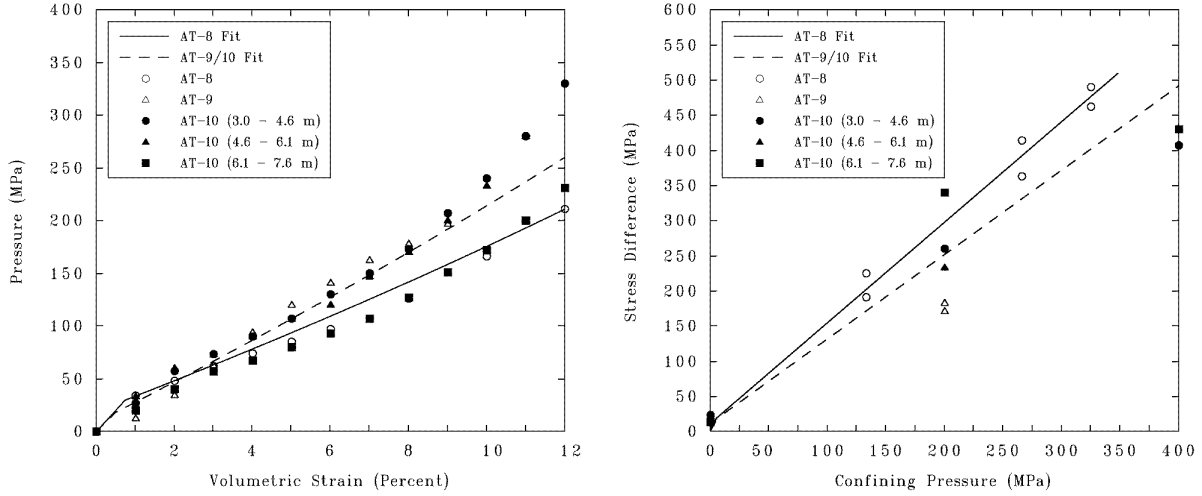 400
350
300
250
200
150
100
50
0
Pressure (MPa)
AT-8 Fit
AT-9/10 Fit
AT-8
AT-9
AT-10 (3.0 - 4.6 m)
AT-10 (4.6 - 6.1 m)
AT-10 (6.1 - 7.6 m)
0 2 4 6 8 10 12
Volumetric Strain (Percent)
600
550
500
450
400
350
300
250
200
150
100
50
0
Stress Difference (MPa)
AT-8 Fit
AT-9/10 Fit
AT-8
AT-9
AT-10 (3.0 - 4.6 m)
AT-10 (4.6 - 6.1 m)
AT-10 (6.1 - 7.6 m)
0 50 100 150 200 250 300 350 400
Confining Pressure (MPa)